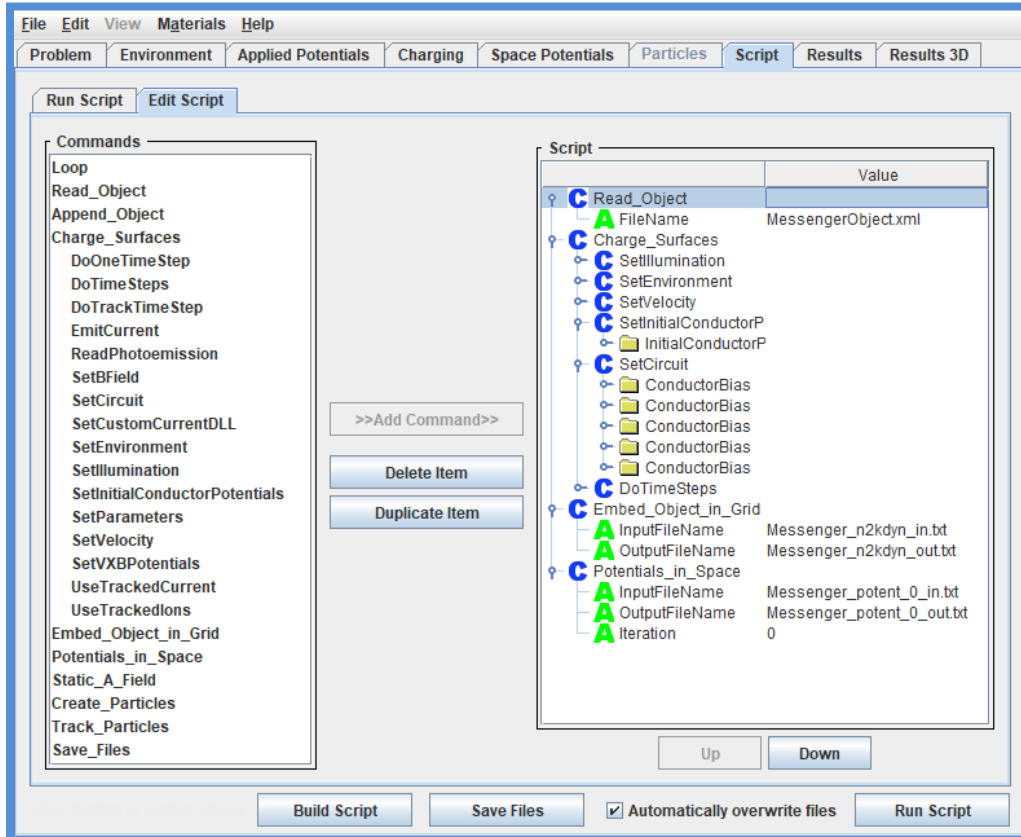 File Edit View Materials Help
Problem Environment Applied Potentials Charging Space Potentials Particles Script Results Results 3D
Run Script Edit Script
Commands
Loop
Read_Object
Append_Object
Charge_Surfaces
DoOneTimeStep
DoTimeSteps
DoTrackTimeStep
EmitCurrent
ReadPhotoemission
SetBField
SetCircuit
SetCustomCurrentDLL
SetEnvironment
SetIllumination
SetInitialConductorPotentials
SetParameters
SetVelocity
SetVXBPotentials
UseTrackedCurrent
UseTrackedIons
Embed_Object_in_Grid
Potentials_in_Space
Static_A_Field
Create_Particles
Track_Particles
Save_Files
>>Add Command>>
Delete Item
Duplicate Item
Script
Value
C Read_Object
A FileName MessengerObject.xml
C Charge_Surfaces
C SetIllumination
C SetEnvironment
C SetVelocity
C SetInitialConductorP
InitialConductorP
C SetCircuit
ConductorBias
ConductorBias
ConductorBias
ConductorBias
ConductorBias
C DoTimeSteps
C Embed_Object_in_Grid
A InputFileName Messenger_n2kdyn_in.txt
A OutputFileName Messenger_n2kdyn_out.txt
C Potentials_in_Space
A InputFileName Messenger_potent_0_in.txt
A OutputFileName Messenger_potent_0_out.txt
A Iteration 0
Up Down
Build Script Save Files Automatically overwrite files Run Script